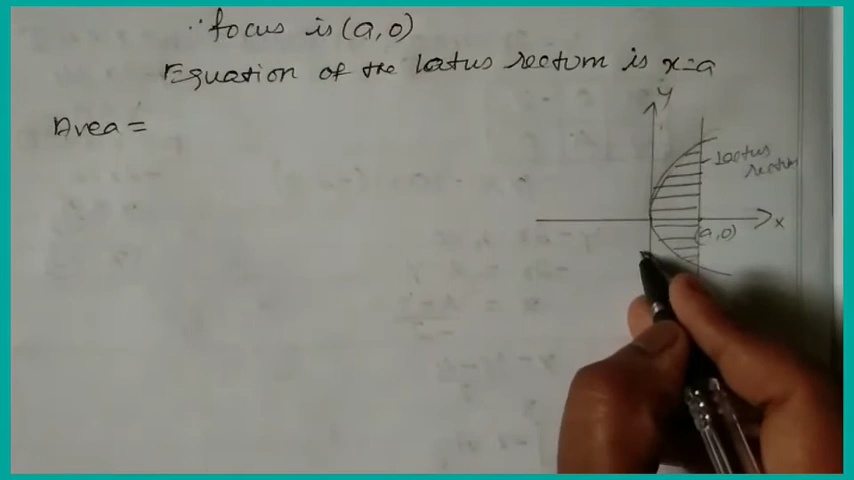 ∵ focus is (a,0)
Equation of the latus rectum is x=a
Area =
Y
latus
rectum
X
(a,0)